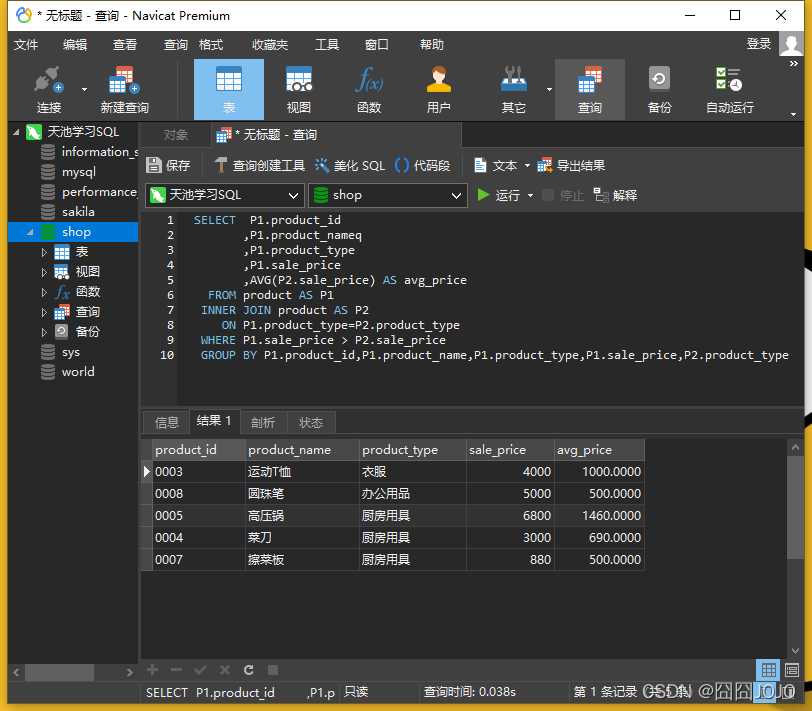 * 无标题 - 查询 - Navicat Premium
文件 编辑 查看 查询 格式 收藏夹 工具 窗口 帮助 登录
连接 新建查询 表 视图 函数 用户 其它 查询 备份 自动运行
天池学习SQL
information_s
mysql
performance_
sakila
shop
表
视图
函数
查询
备份
sys
world
对象 * 无标题 - 查询
保存 查询创建工具 美化 SQL 代码段 文本 导出结果
天池学习SQL shop 运行 停止 解释
1 SELECT P1.product_id
2 ,P1.product_nameq
3 ,P1.product_type
4 ,P1.sale_price
5 ,AVG(P2.sale_price) AS avg_price
6 FROM product AS P1
7 INNER JOIN product AS P2
8 ON P1.product_type=P2.product_type
9 WHERE P1.sale_price > P2.sale_price
10 GROUP BY P1.product_id,P1.product_name,P1.product_type,P1.sale_price,P2.product_type
信息 结果 1 剖析 状态
product_id product_name product_type sale_price avg_price
0003 运动T恤 衣服 4000 1000.0000
0008 圆珠笔 办公用品 5000 500.0000
0005 高压锅 厨房用具 6800 1460.0000
0004 菜刀 厨房用具 3000 690.0000
0007 擦菜板 厨房用具 880 500.0000
SELECT P1.product_id ,P1.p 只读 查询时间: 0.038s 第 1 条记录 (共 5 条)
CSDN @囧囧JOJO